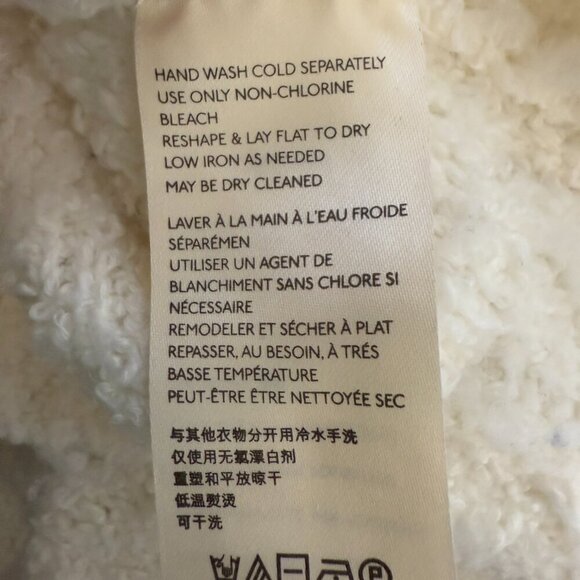 HAND WASH COLD SEPARATELY
USE ONLY NON-CHLORINE
BLEACH
RESHAPE & LAY FLAT TO DRY
LOW IRON AS NEEDED
MAY BE DRY CLEANED
LAVER À LA MAIN À L'EAU FROIDE
SÉPARÉMEN
UTILISER UN AGENT DE
BLANCHIMENT SANS CHLORE SI
NÉCESSAIRE
REMODELER ET SÉCHER À PLAT
REPASSER, AU BESOIN, À TRÉS
BASSE TEMPÉRATURE
PEUT-ÊTRE ÊTRE NETTOYÉE SEC
与其他衣物分开用冷水手洗
仅使用无氯漂白剂
重塑和平放晾干
低温熨烫
可干洗
P